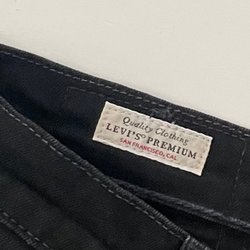 Quality Clothing
LEVI'S® PREMIUM
SAN FRANCISCO, CAL